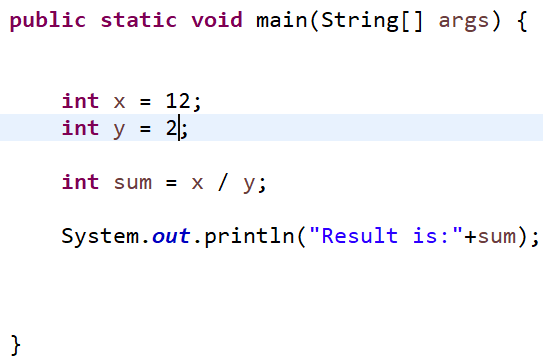 public static void main(String[] args) {
int x = 12;
int y = 2;
int sum = x / y;
System.out.println("Result is:"+sum);
}